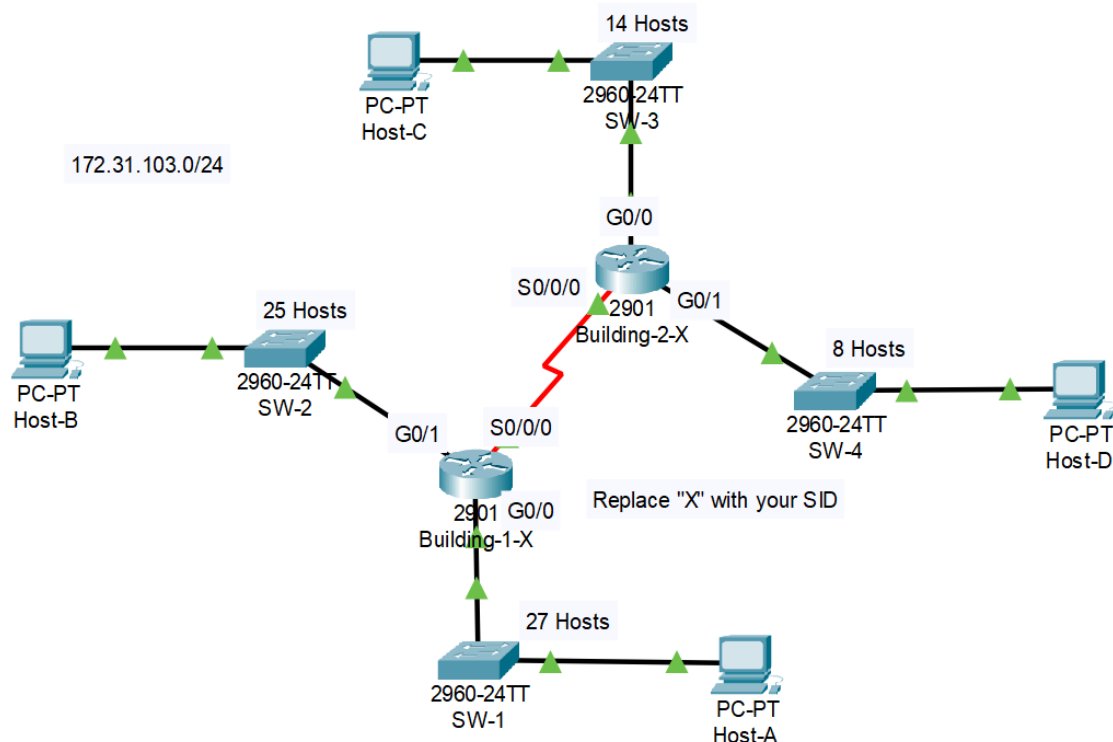 14 Hosts
2960-24TT
SW-3
PC-PT
Host-C
172.31.103.0/24
G0/0
S0/0/0
G0/1
2901
Building-2-X
25 Hosts
8 Hosts
2960-24TT
SW-2
PC-PT
Host-B
2960-24TT
SW-4
PC-PT
Host-D
G0/1
S0/0/0
2901
G0/0
Building-1-X
Replace "X" with your SID
27 Hosts
2960-24TT
SW-1
PC-PT
Host-A